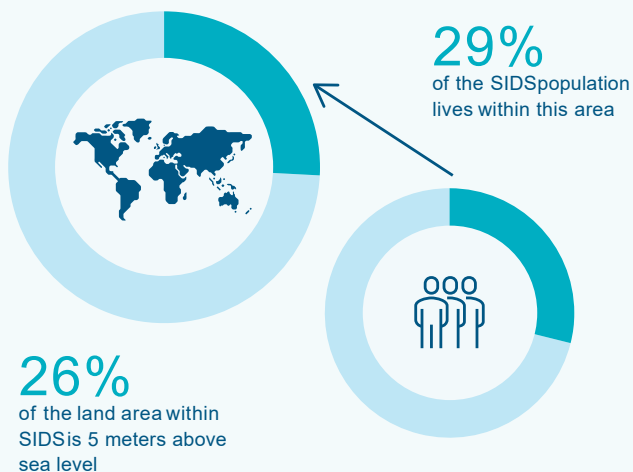 29%
of the SIDSpopulation
lives within this area
26%
of the land area within
SIDSis 5 meters above
sea level